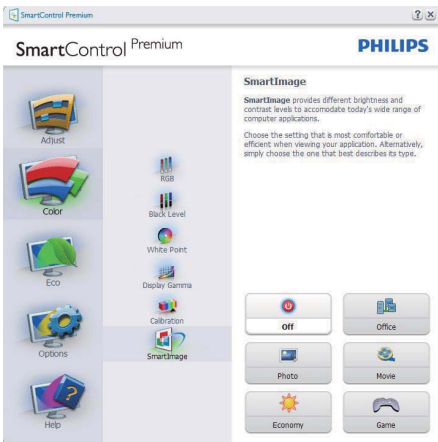 SmartControl Premium
SmartControl Premium
PHILIPS
Adjust
Color
Eco
Options
Help
RGB
Black Level
White Point
Display Gamma
Calibration
SmartImage
SmartImage
SmartImage provides different brightness and
contrast levels to accomodate today's wide range of
computer applications.
Choose the setting that is most comfortable or
efficient when viewing your application. Alternatively,
simply choose the one that best describes its type.
Off
Office
Photo
Movie
Economy
Game